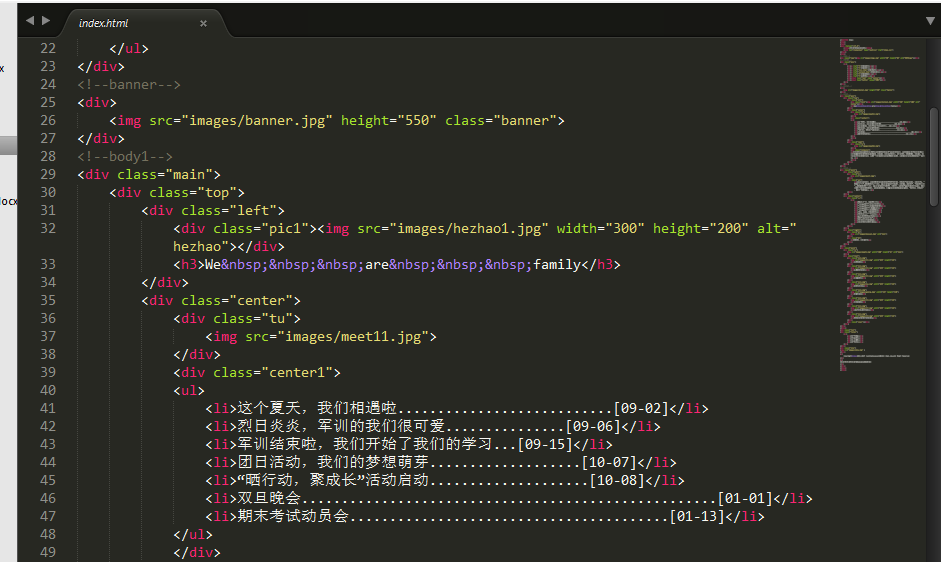 index.html ×
x
ocx
22 </ul>
23 </div>
24 <!--banner-->
25 <div>
26 <img src="images/banner.jpg" height="550" class="banner">
27 </div>
28 <!--body1-->
29 <div class="main">
30 <div class="top">
31 <div class="left">
32 <div class="pic1"><img src="images/hezhao1.jpg" width="300" height="200" alt="
hezhao"></div>
33 <h3>We&nbsp;&nbsp;&nbsp;are&nbsp;&nbsp;&nbsp;family</h3>
34 </div>
35 <div class="center">
36 <div class="tu">
37 <img src="images/meet11.jpg">
38 </div>
39 <div class="center1">
40 <ul>
41 <li>这个夏天，我们相遇啦...........................[09-02]</li>
42 <li>烈日炎炎，军训的我们很可爱...............[09-06]</li>
43 <li>军训结束啦，我们开始了我们的学习...[09-15]</li>
44 <li>团日活动，我们的梦想萌芽...................[10-07]</li>
45 <li>“晒行动，聚成长”活动启动....................[10-08]</li>
46 <li>双旦晚会....................................................[01-01]</li>
47 <li>期末考试动员会........................................[01-13]</li>
48 </ul>
49 </div>